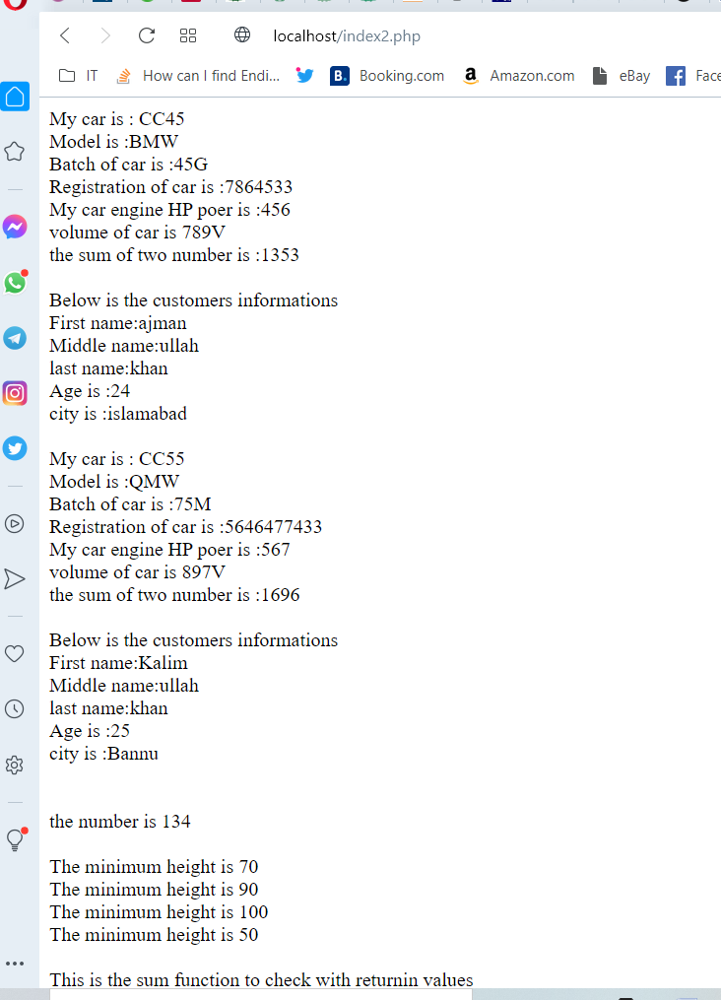 localhost/index2.php
IT
How can I find Endi...
B.
Booking.com
a
Amazon.com
eBay
f
Face
My car is : CC45
Model is :BMW
Batch of car is :45G
Registration of car is :7864533
My car engine HP poer is :456
volume of car is 789V
the sum of two number is :1353
Below is the customers informations
First name:ajman
Middle name:ullah
last name:khan
Age is :24
city is :islamabad
My car is : CC55
Model is :QMW
Batch of car is :75M
Registration of car is :5646477433
My car engine HP poer is :567
volume of car is 897V
the sum of two number is :1696
Below is the customers informations
First name:Kalim
Middle name:ullah
last name:khan
Age is :25
city is :Bannu
the number is 134
The minimum height is 70
The minimum height is 90
The minimum height is 100
The minimum height is 50
This is the sum function to check with returnin values